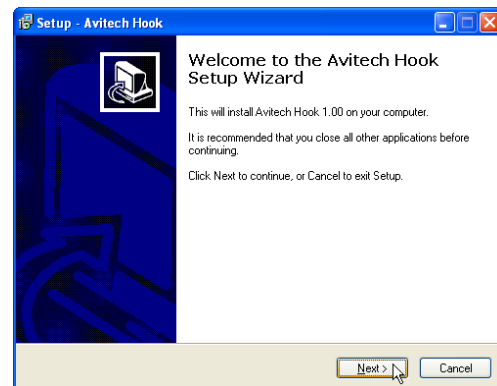 Setup - Avitech Hook
Welcome to the Avitech Hook
Setup Wizard
This will install Avitech Hook 1.00 on your computer.
It is recommended that you close all other applications before
continuing.
Click Next to continue, or Cancel to exit Setup.
Next >
Cancel